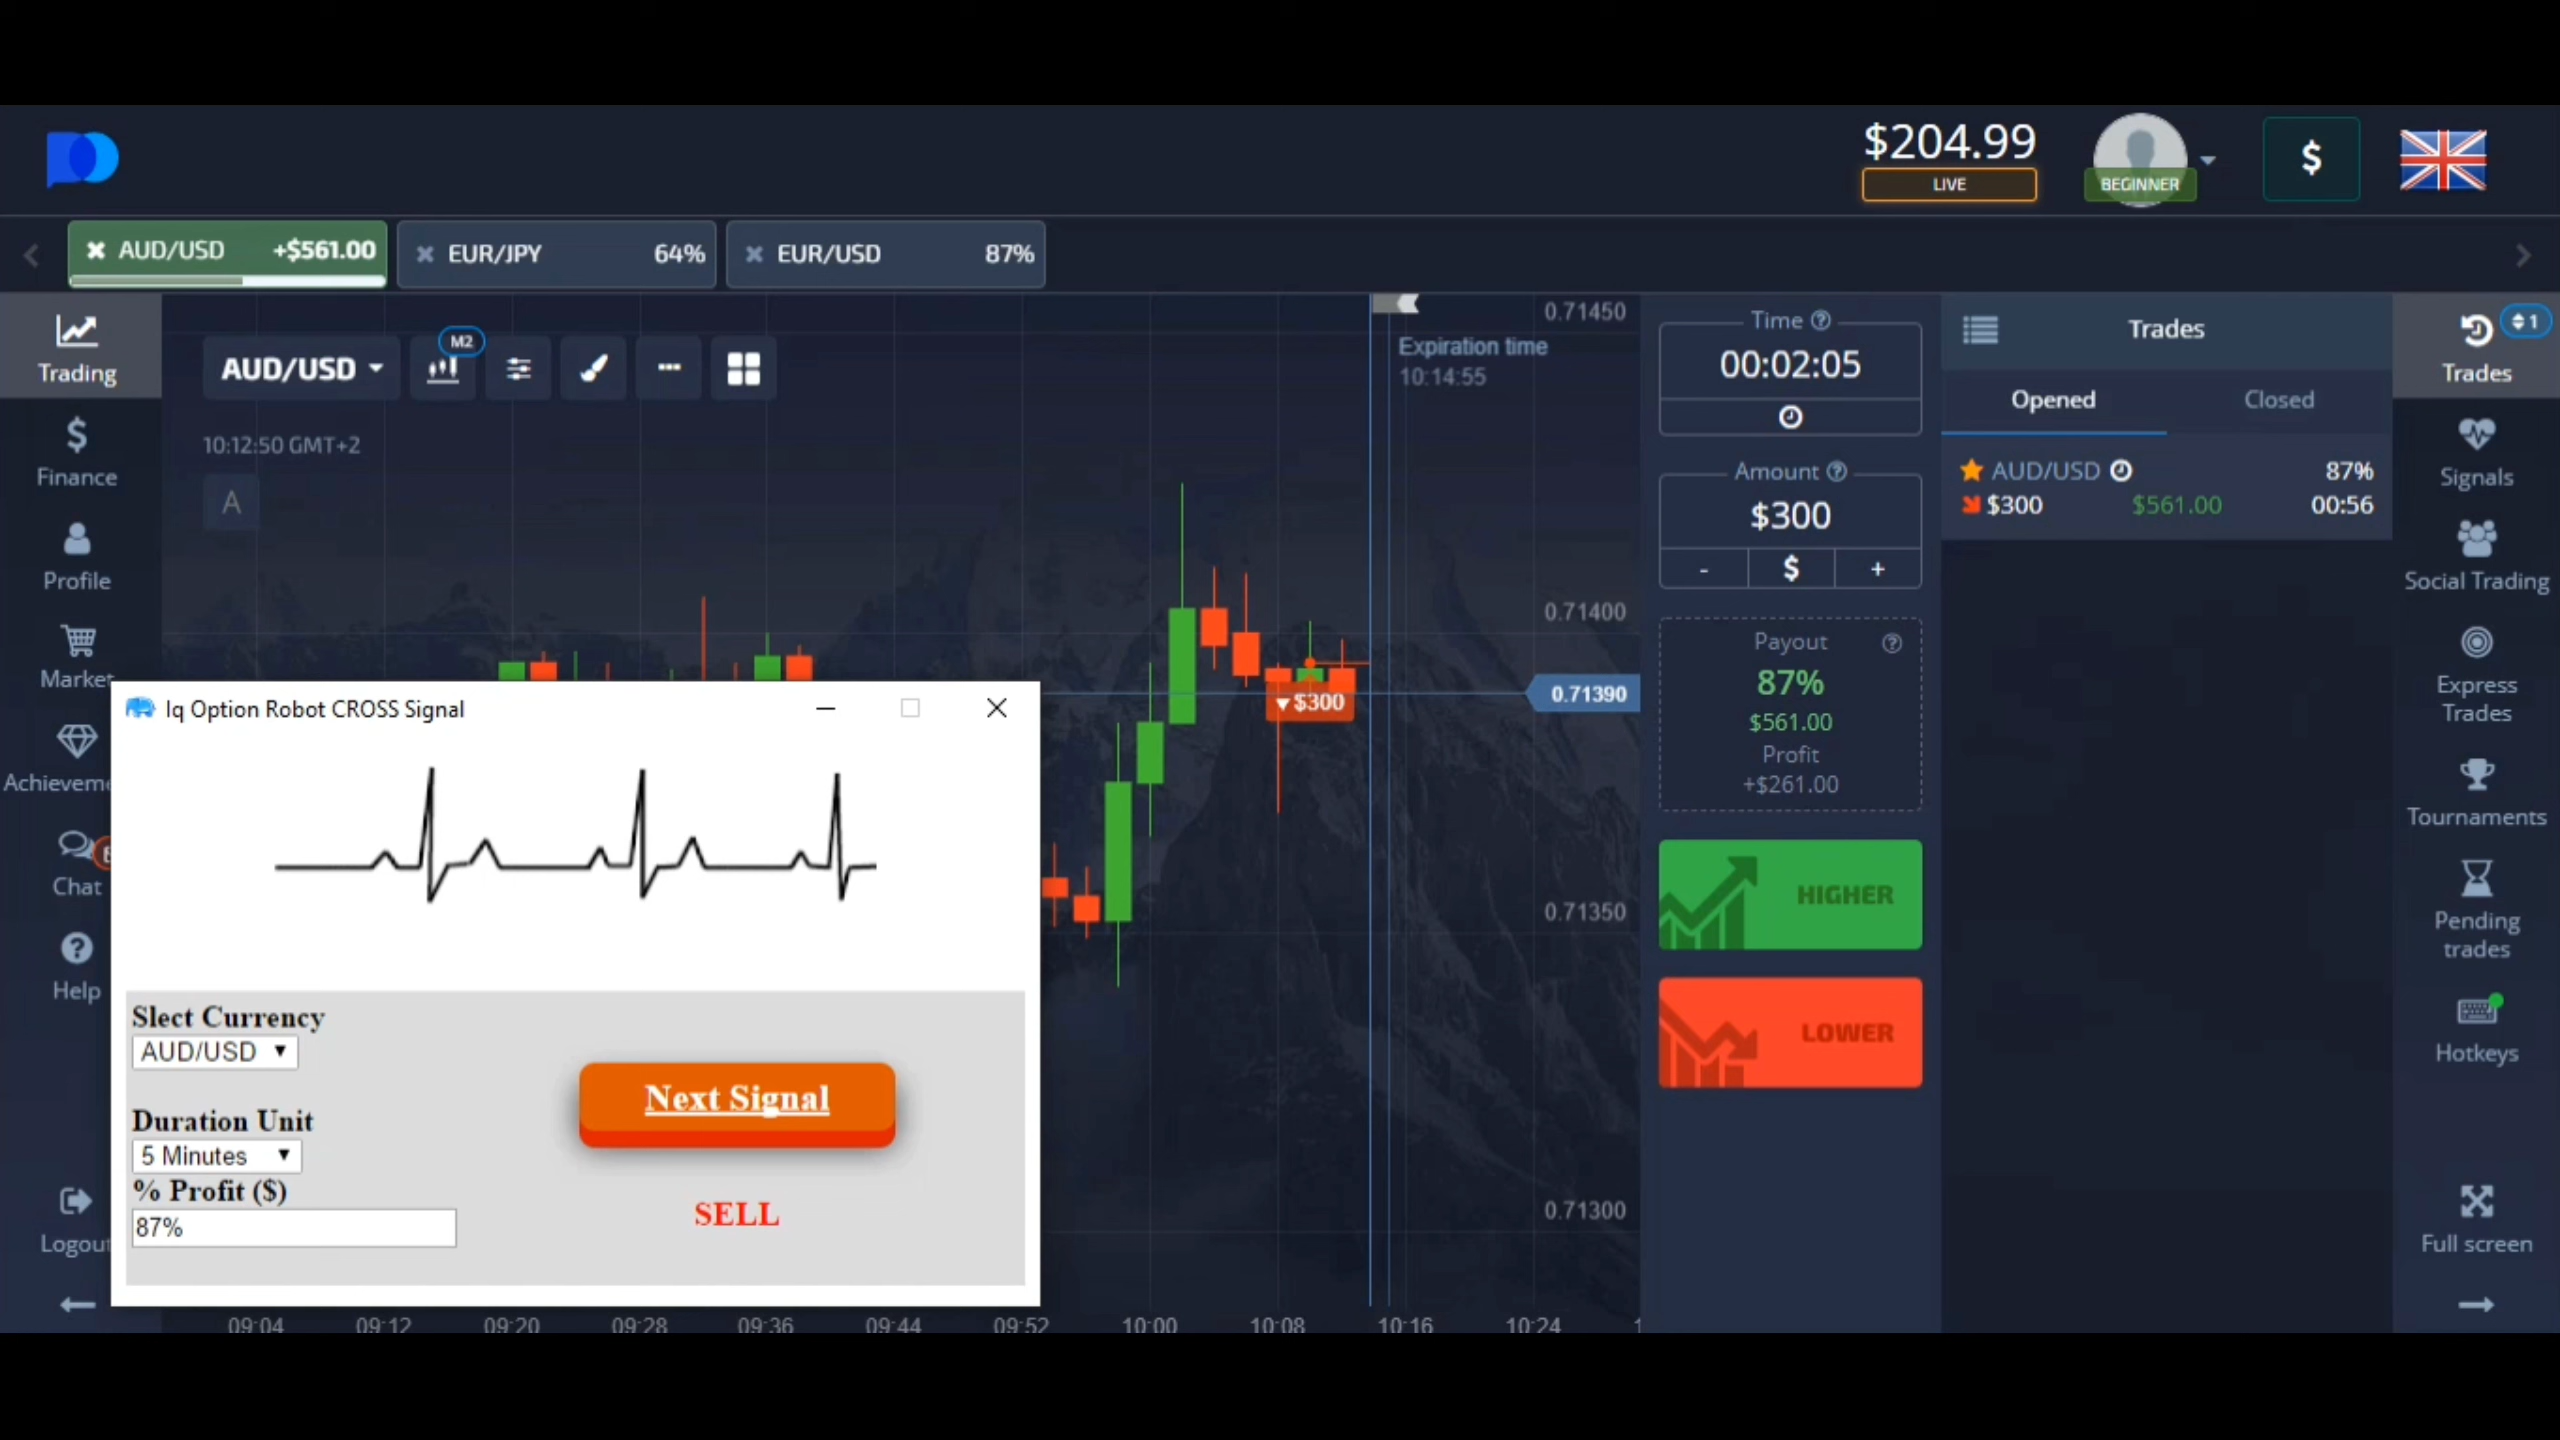 $204.99
LIVE
BEGINNER
$
AUD/USD +$561.00
EUR/JPY 64%
EUR/USD 87%
Trading
Finance
Profile
Market
Achievem
Chat
Help
Logout
AUD/USD
M2
10:12:50 GMT+2
A
Expiration time
10:14:55
0.71450
0.71400
0.71390
0.71350
0.71300
$300
09:04 09:12 09:20 09:28 09:36 09:44 09:52 10:00 10:08 10:16 10:24
Iq Option Robot CROSS Signal
Slect Currency
AUD/USD
Duration Unit
5 Minutes
% Profit ($)
87%
Next Signal
SELL
Time
00:02:05
Amount
$300
- $ +
Payout
87%
$561.00
Profit
+$261.00
HIGHER
LOWER
Trades
Opened Closed
AUD/USD 87%
$300 $561.00 00:56
1
Trades
Signals
Social Trading
Express
Trades
Tournaments
Pending
trades
Hotkeys
Full screen